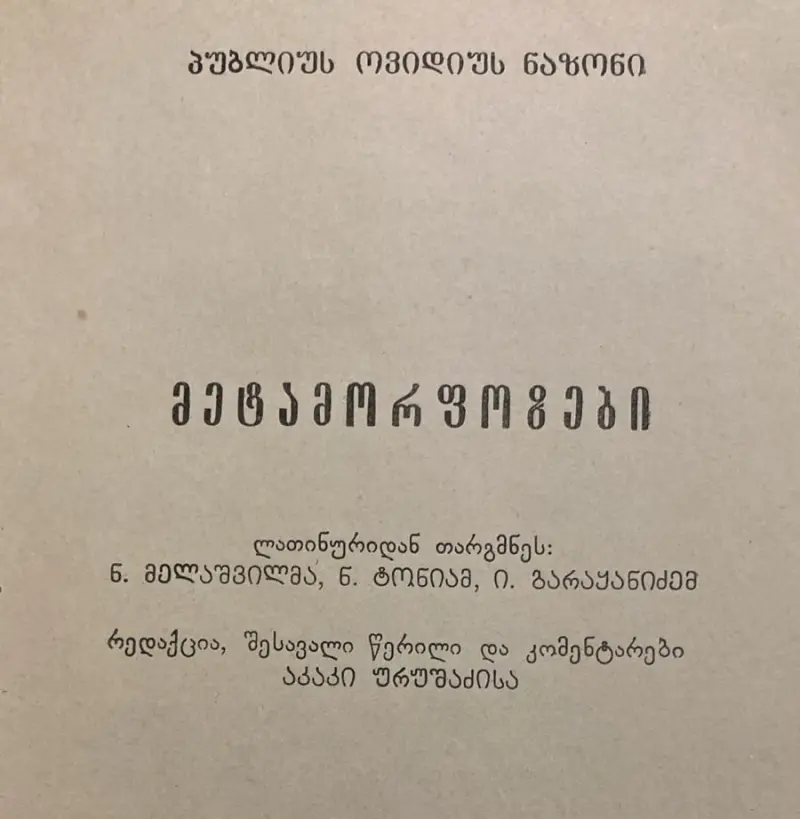 პუბლიუს ოვიდიუს ნაზონი
მეტამორფოზები
ლათინურიდან თარგმნეს:
ნ. მელაშვილმა, ნ. ტონიამ, ი. გარაყანიძემ
რედაქცია, შესავალი წერილი და კომენტარები
აკაკი ურუშაძისა